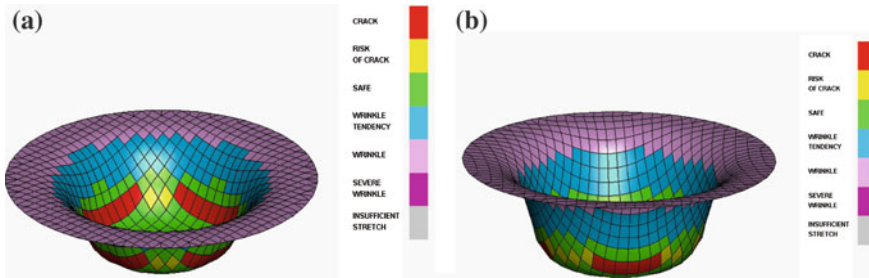 (a)
CRACK
RISK
OF CRACK
SAFE
WRINKLE
TENDENCY
WRINKLE
SEVERE
WRINKLE
INSUFFICIENT
STRETCH
(b)
CRACK
RISK
OF CRACK
SAFE
WRINKLE
TENDENCY
WRINKLE
SEVERE
WRINKLE
INSUFFICIENT
STRETCH